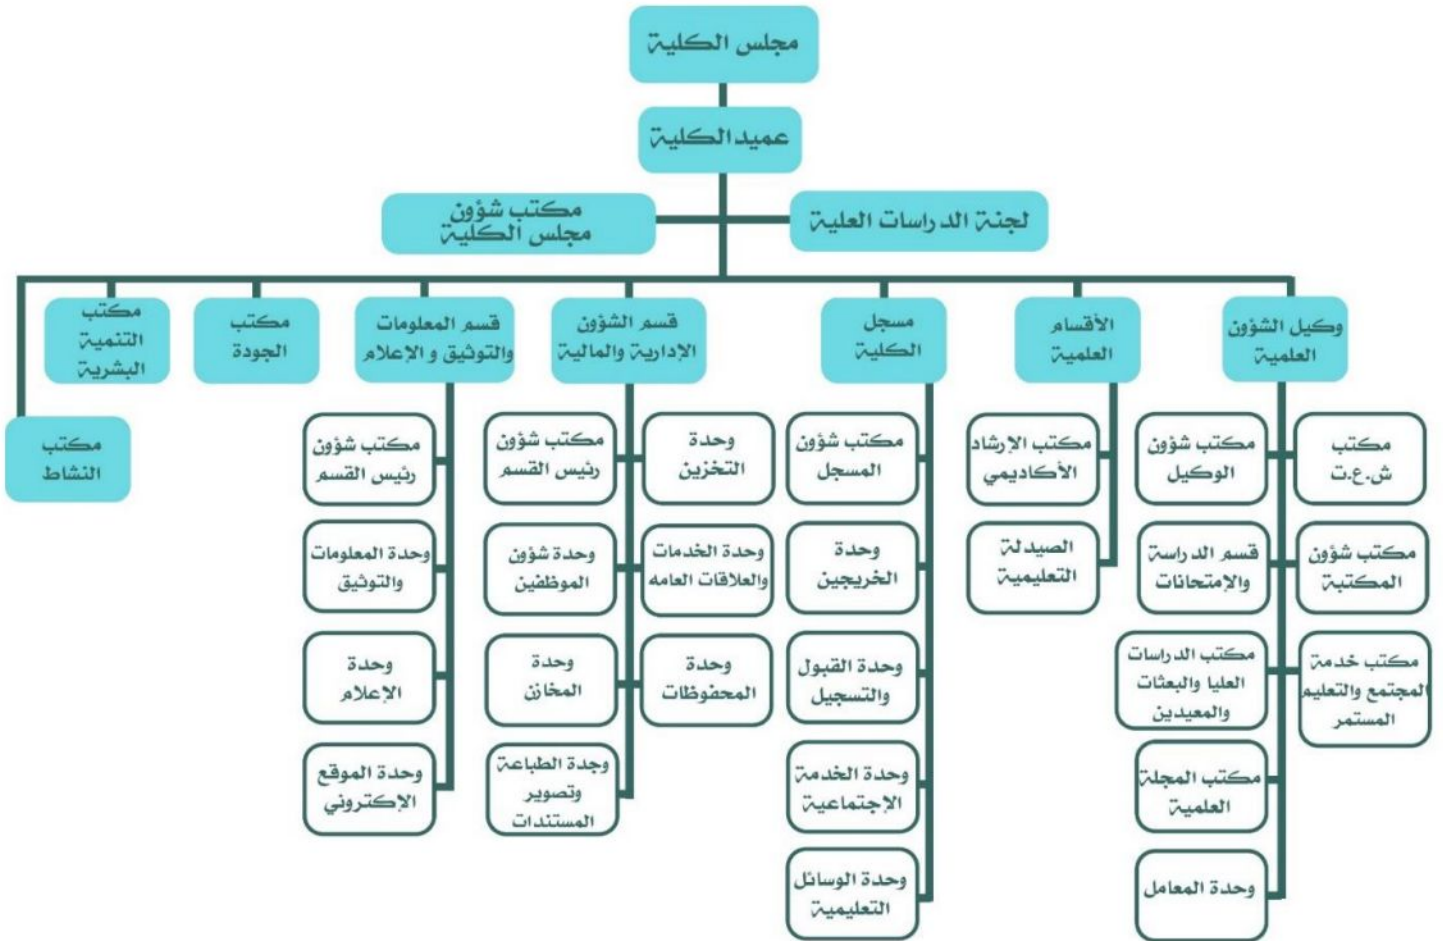 مجلس الكلية
عميد الكلية
لجنة الدراسات العلية
مكتب شؤون
مجلس الكلية
وكيل الشؤون
العلمية
الأقسام
العلمية
مسجل
الكلية
قسم الشؤون
الإدارية والمالية
قسم المعلومات
والتوثيق و الإعلام
مكتب
الجودة
مكتب
التنمية
البشرية
مكتب
النشاط
مكتب
ش.ع.ت
مكتب شؤون
المكتبة
مكتب خدمة
المجتمع والتعليم
المستمر
مكتب شؤون
الوكيل
قسم الدراسة
والإمتحانات
مكتب الدراسات
العليا والبعثات
والمعيدين
مكتب المجلة
العلمية
وحدة المعامل
مكتب الإرشاد
الأكاديمي
الصيدلة
التعليمية
مكتب شؤون
المسجل
وحدة
الخريجين
وحدة القبول
والتسجيل
وحدة الخدمة
الإجتماعية
وحدة الوسائل
التعليمية
وحدة
التخزين
وحدة الخدمات
والعلاقات العامه
وحدة
المحفوظات
مكتب شؤون
رئيس القسم
وحدة شؤون
الموظفين
وحدة
المخازن
وجدة الطباعة
وتصوير
المستندات
مكتب شؤون
رئيس القسم
وحدة المعلومات
والتوثيق
وحدة
الإعلام
وحدة الموقع
الإكتروني